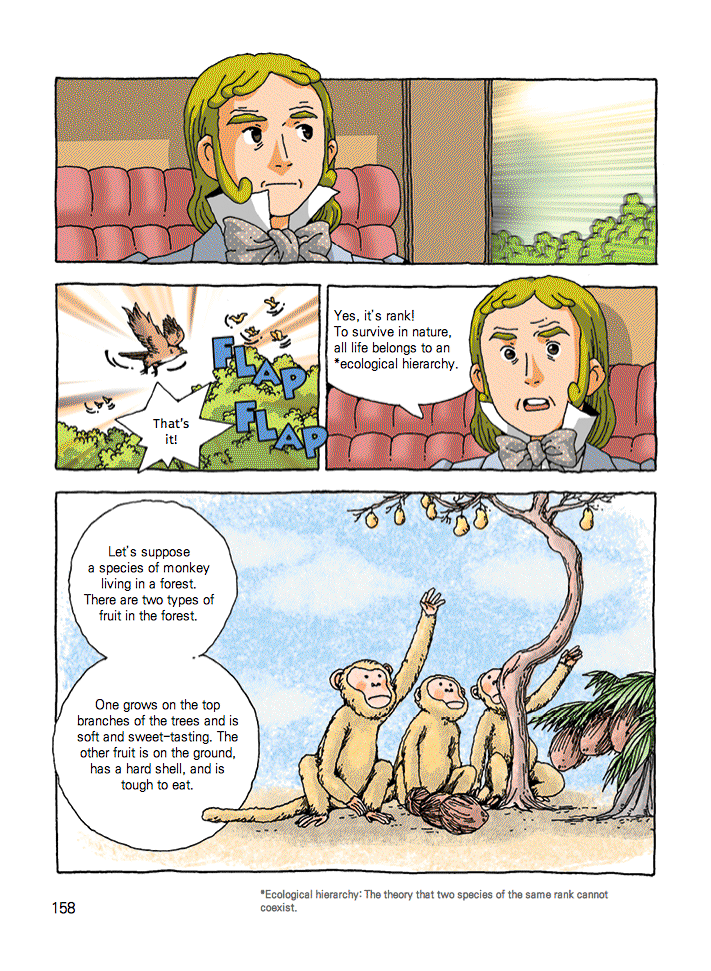 FLAP
FLAP
That's
it!
Yes, it's rank!
To survive in nature,
all life belongs to an
*ecological hierarchy.
Let's suppose
a species of monkey
living in a forest.
There are two types of
fruit in the forest.
One grows on the top
branches of the trees and is
soft and sweet-tasting. The
other fruit is on the ground,
has a hard shell, and is
tough to eat.
*Ecological hierarchy: The theory that two species of the same rank cannot
coexist.
158